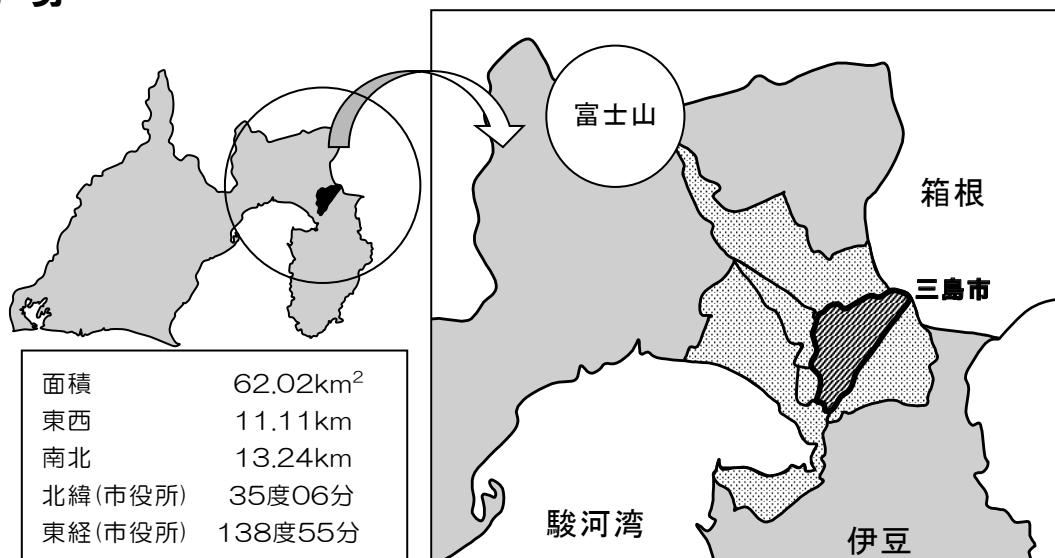 富士山
箱根
三島市
面積 62.02km²
東西 11.11km
南北 13.24km
北緯(市役所) 35度06分
東経(市役所) 138度55分
駿河湾
伊豆